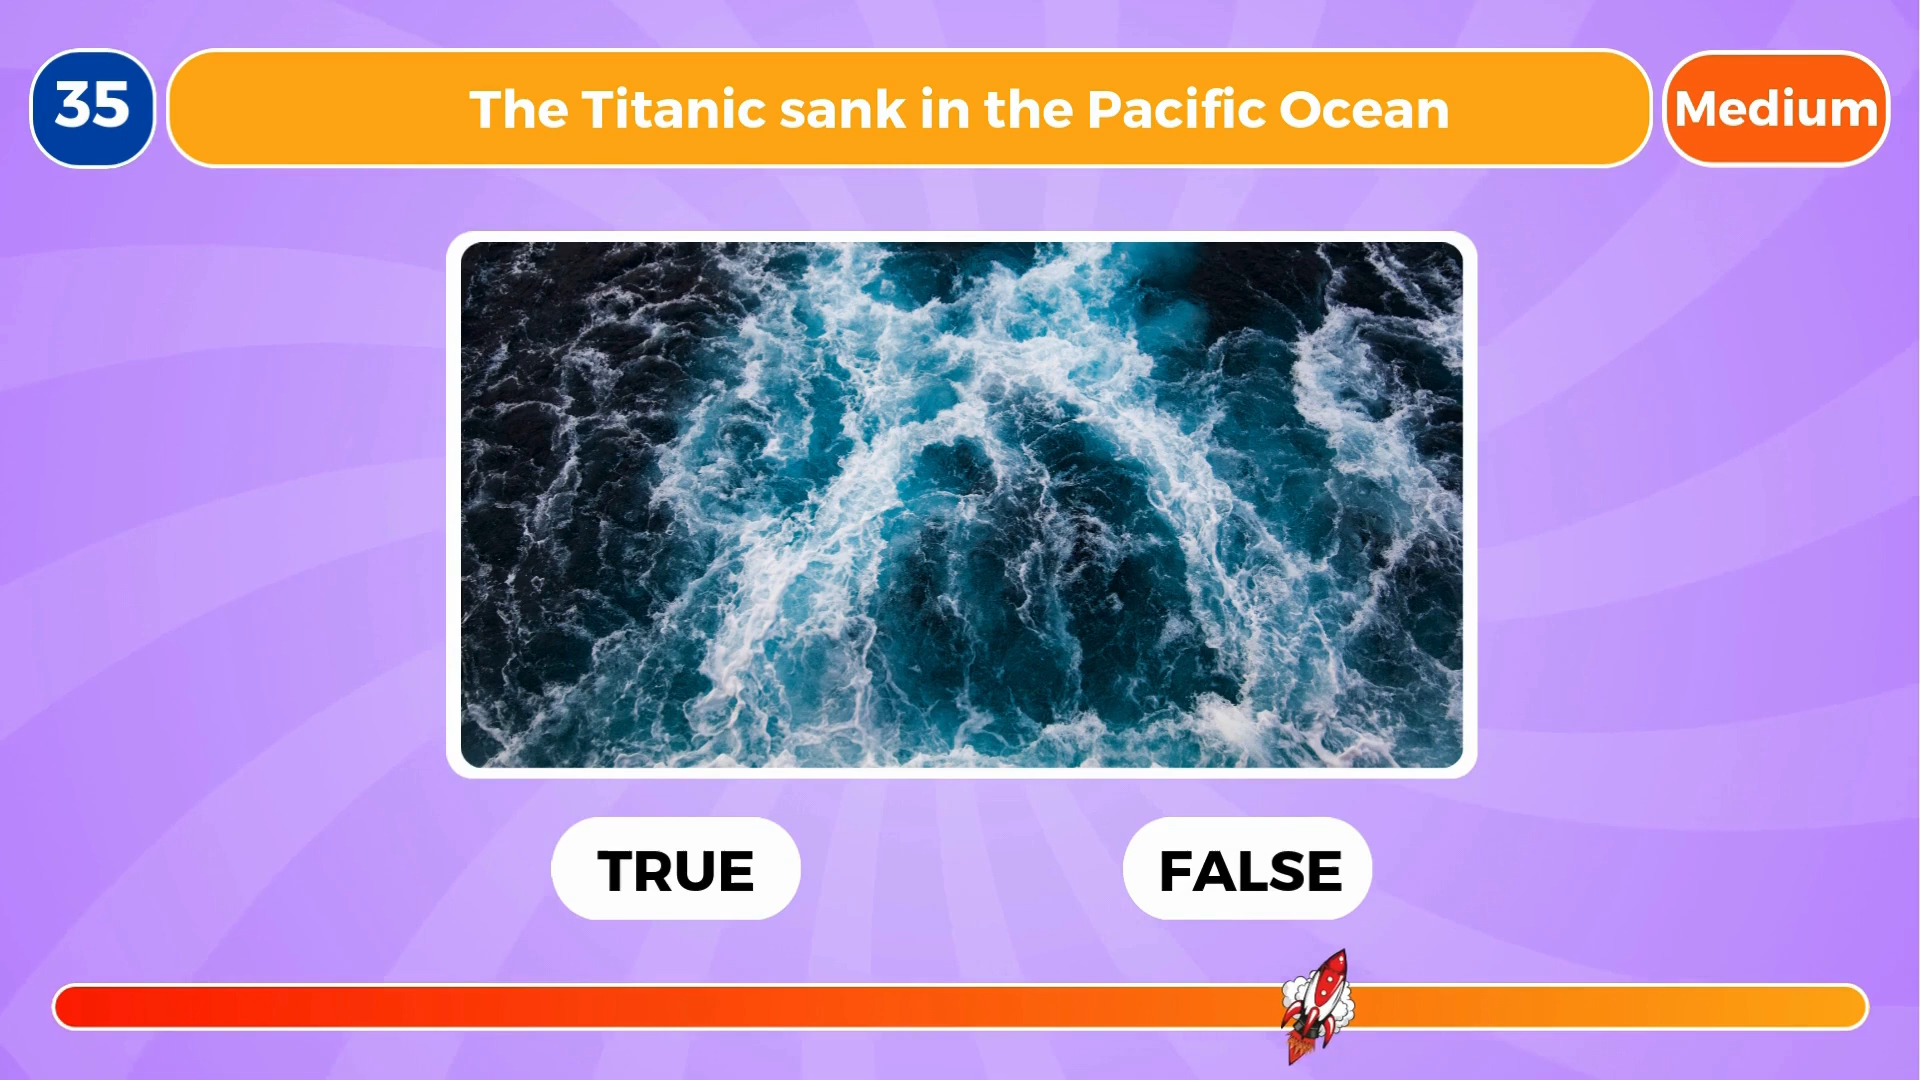 35
The Titanic sank in the Pacific Ocean
Medium
TRUE
FALSE